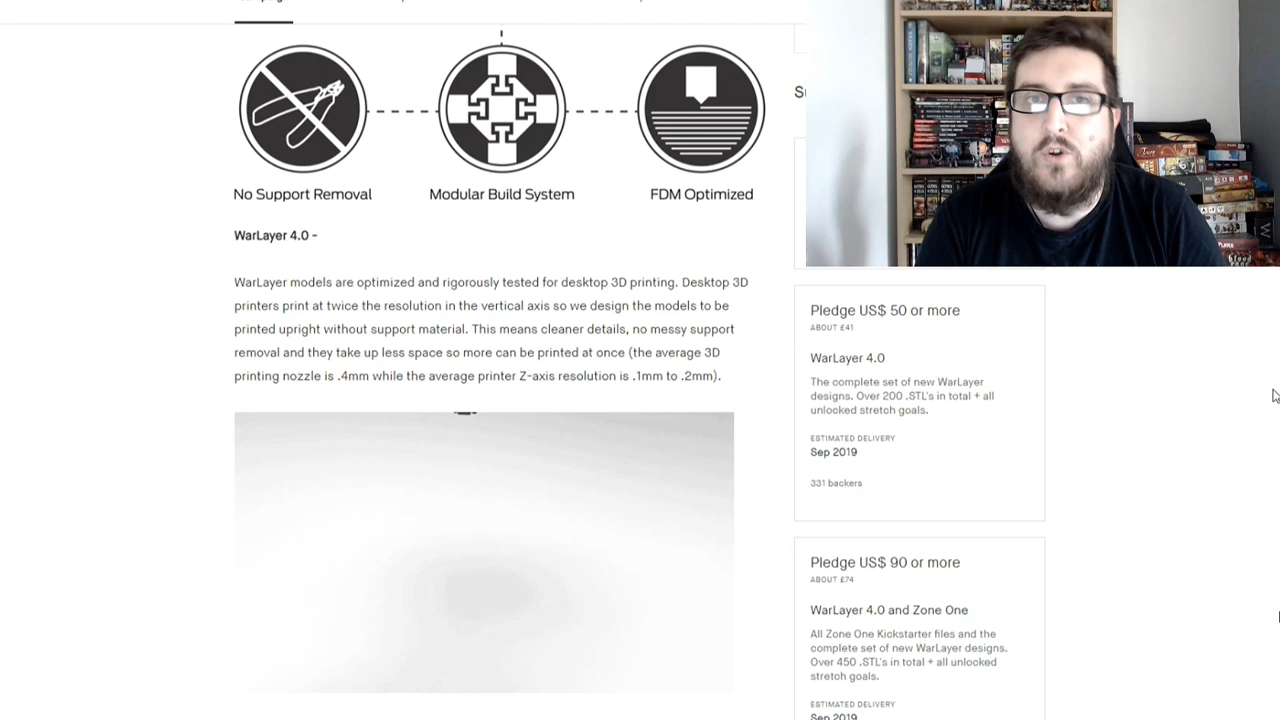 No Support Removal
Modular Build System
FDM Optimized
WarLayer 4.0 -
WarLayer models are optimized and rigorously tested for desktop 3D printing. Desktop 3D
printers print at twice the resolution in the vertical axis so we design the models to be
printed upright without support material. This means cleaner details, no messy support
removal and they take up less space so more can be printed at once (the average 3D
printing nozzle is .4mm while the average printer Z-axis resolution is .1mm to .2mm).
Pledge US$ 50 or more
ABOUT £41
WarLayer 4.0
The complete set of new WarLayer
designs. Over 200 .STL's in total + all
unlocked stretch goals.
ESTIMATED DELIVERY
Sep 2019
331 backers
Pledge US$ 90 or more
ABOUT £74
WarLayer 4.0 and Zone One
All Zone One Kickstarter files and the
complete set of new WarLayer designs.
Over 450 .STL's in total + all unlocked
stretch goals.
ESTIMATED DELIVERY
Sep 2019